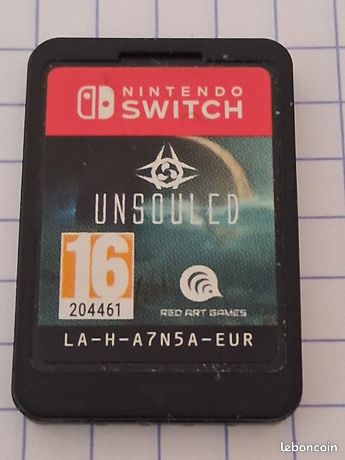 NINTENDO
SWITCH
UNSOULED
16
204461
RED ART GAMES
LA-H-A7N5A-EUR
leboncoin